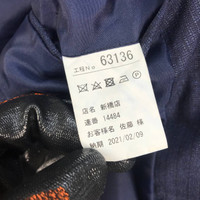 工程No 63136
店名 新橋店
連番 14484
お客様名 佐藤 様
納期 2021/02/09